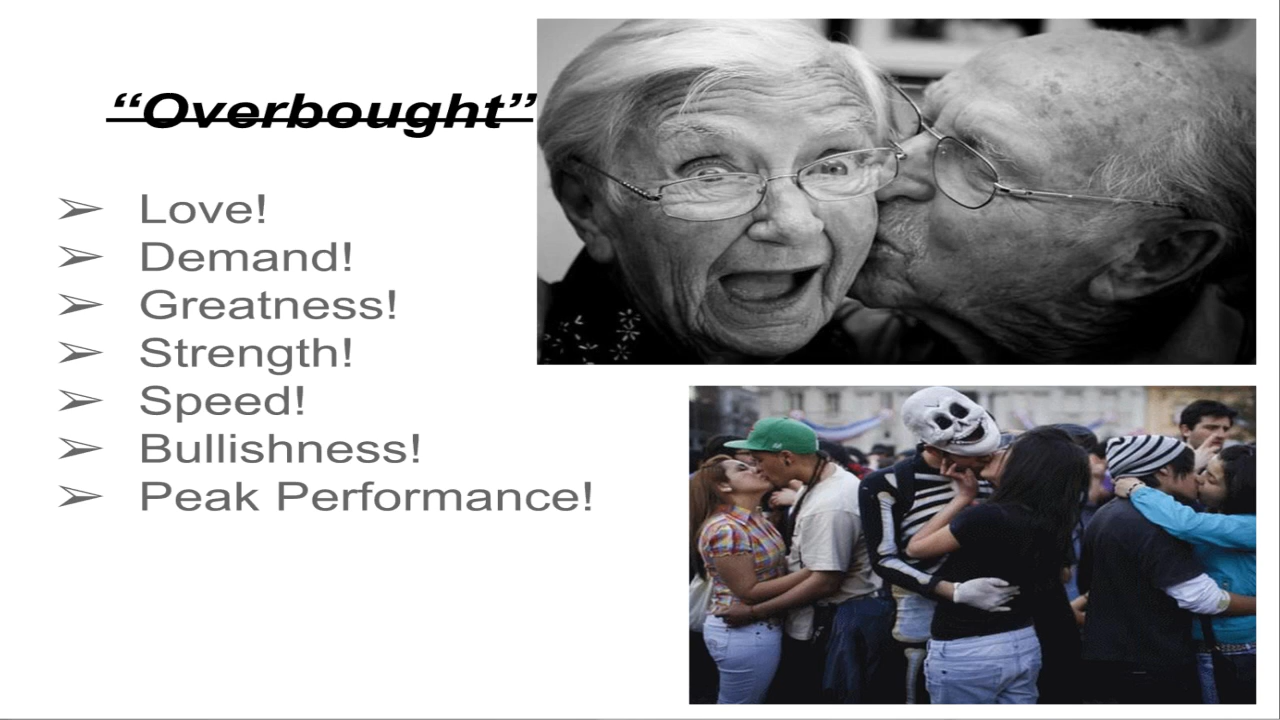 “Overbought”
➢ Love!
➢ Demand!
➢ Greatness!
➢ Strength!
➢ Speed!
➢ Bullishness!
➢ Peak Performance!